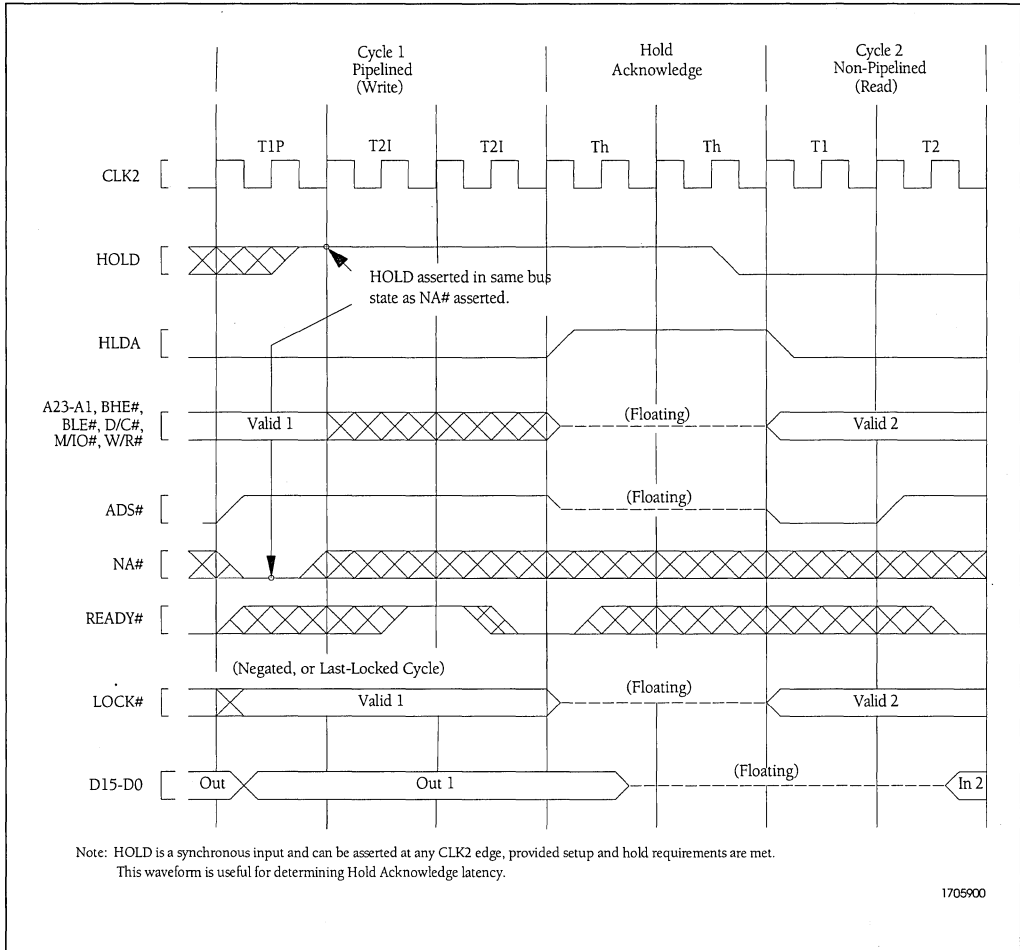 Cycle 1
Pipelined
(Write)
Hold
Acknowledge
Cycle 2
Non-Pipelined
(Read)
T1P
T2I
T2I
Th
Th
T1
T2
CLK2
HOLD
HOLD asserted in same bus
state as NA# asserted.
HLDA
A23-A1, BHE#,
BLE#, D/C#,
M/IO#, W/R#
Valid 1
(Floating)
Valid 2
ADS#
(Floating)
NA#
READY#
(Negated, or Last-Locked Cycle)
LOCK#
Valid 1
(Floating)
Valid 2
D15-D0
Out
Out 1
(Floating)
In 2
Note: HOLD is a synchronous input and can be asserted at any CLK2 edge, provided setup and hold requirements are met.
This waveform is useful for determining Hold Acknowledge latency.
1705900